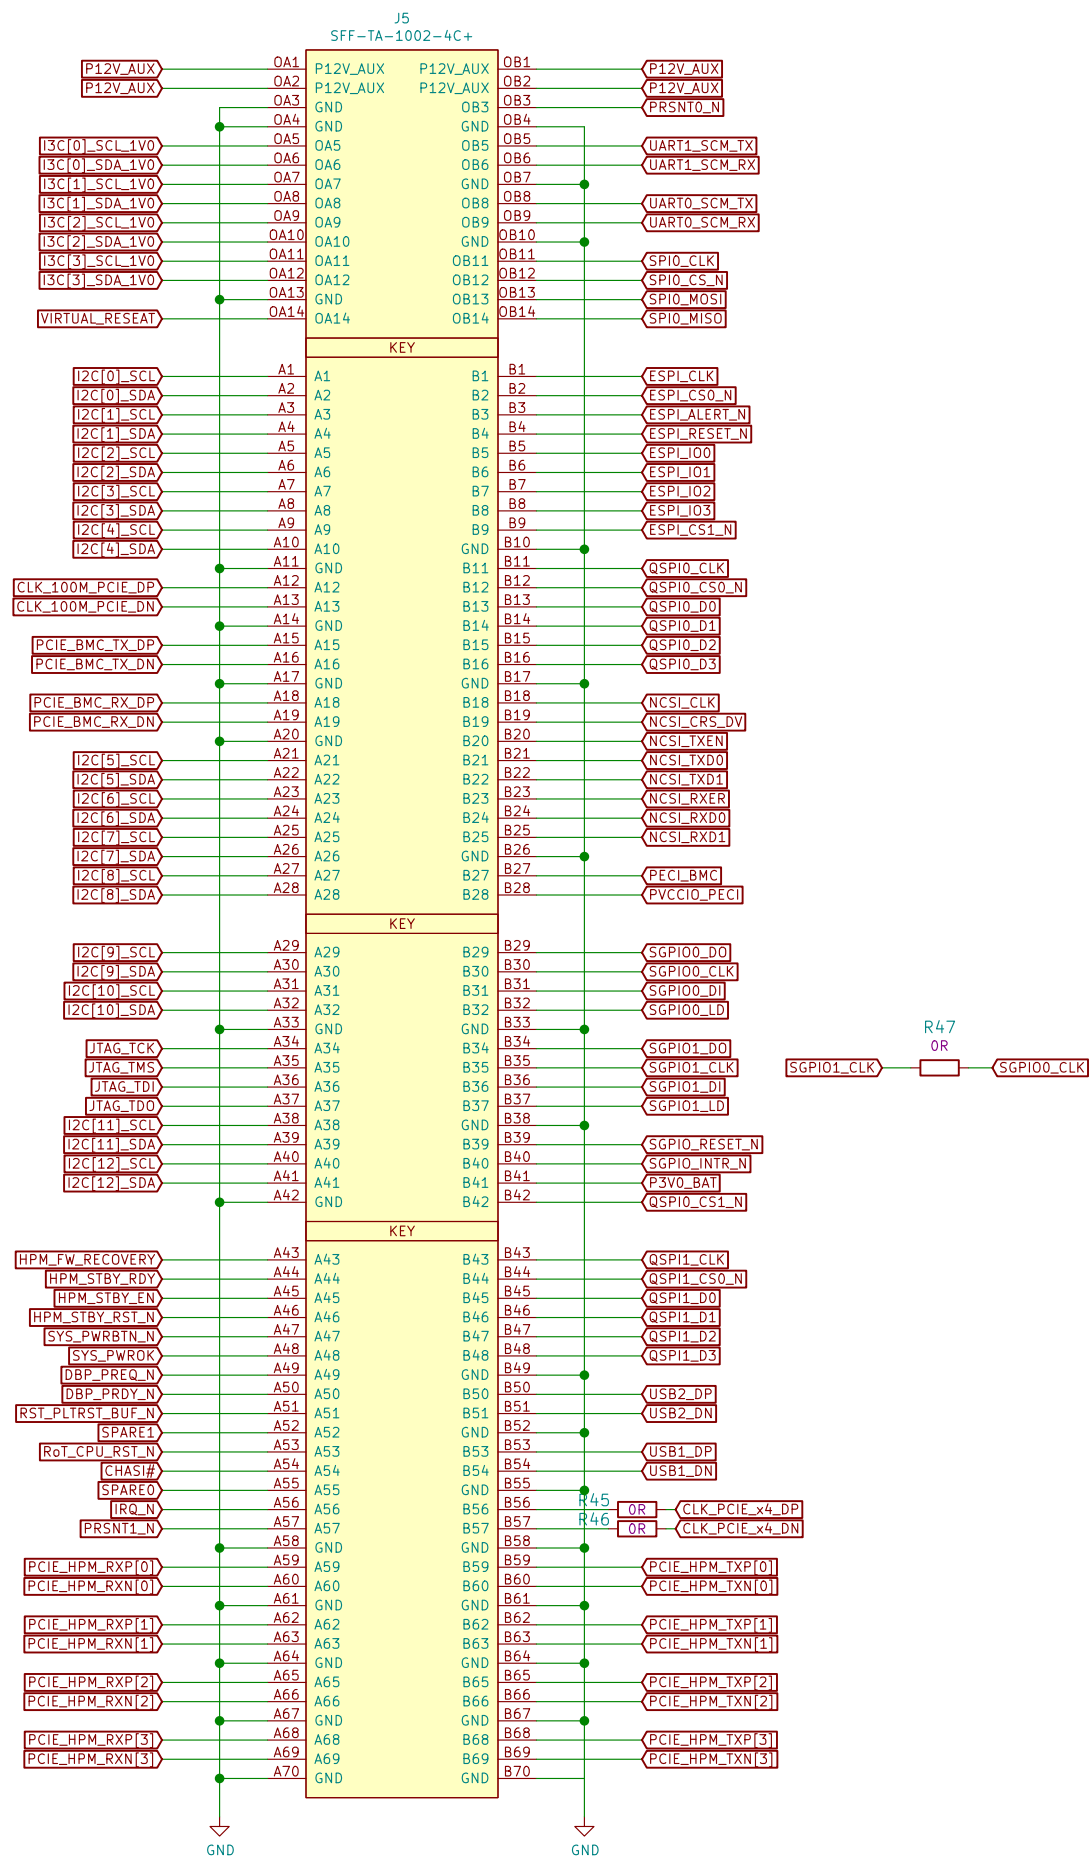 J5
SFF-TA-1002-4C+
P12V_AUX OA1 P12V_AUX P12V_AUX OB1 P12V_AUX
P12V_AUX OA2 P12V_AUX P12V_AUX OB2 P12V_AUX
OA3 GND OB3 OB3 PRSNT0_N
OA4 GND GND OB4
I3C[0]_SCL_1V0 OA5 OA5 OB5 OB5 UART1_SCM_TX
I3C[0]_SDA_1V0 OA6 OA6 OB6 OB6 UART1_SCM_RX
I3C[1]_SCL_1V0 OA7 OA7 GND OB7
I3C[1]_SDA_1V0 OA8 OA8 OB8 OB8 UART0_SCM_TX
I3C[2]_SCL_1V0 OA9 OA9 OB9 OB9 UART0_SCM_RX
I3C[2]_SDA_1V0 OA10 OA10 GND OB10
I3C[3]_SCL_1V0 OA11 OA11 OB11 OB11 SPI0_CLK
I3C[3]_SDA_1V0 OA12 OA12 OB12 OB12 SPI0_CS_N
OA13 GND OB13 OB13 SPI0_MOSI
VIRTUAL_RESEAT OA14 OA14 OB14 OB14 SPI0_MISO
KEY
I2C[0]_SCL A1 A1 B1 B1 ESPI_CLK
I2C[0]_SDA A2 A2 B2 B2 ESPI_CS0_N
I2C[1]_SCL A3 A3 B3 B3 ESPI_ALERT_N
I2C[1]_SDA A4 A4 B4 B4 ESPI_RESET_N
I2C[2]_SCL A5 A5 B5 B5 ESPI_IO0
I2C[2]_SDA A6 A6 B6 B6 ESPI_IO1
I2C[3]_SCL A7 A7 B7 B7 ESPI_IO2
I2C[3]_SDA A8 A8 B8 B8 ESPI_IO3
I2C[4]_SCL A9 A9 B9 B9 ESPI_CS1_N
I2C[4]_SDA A10 A10 GND B10
A11 GND B11 B11 QSPI0_CLK
CLK_100M_PCIE_DP A12 A12 B12 B12 QSPI0_CS0_N
CLK_100M_PCIE_DN A13 A13 B13 B13 QSPI0_D0
A14 GND B14 B14 QSPI0_D1
PCIE_BMC_TX_DP A15 A15 B15 B15 QSPI0_D2
PCIE_BMC_TX_DN A16 A16 B16 B16 QSPI0_D3
A17 GND GND B17
PCIE_BMC_RX_DP A18 A18 B18 B18 NCSI_CLK
PCIE_BMC_RX_DN A19 A19 B19 B19 NCSI_CRS_DV
A20 GND B20 B20 NCSI_TXEN
I2C[5]_SCL A21 A21 B21 B21 NCSI_TXD0
I2C[5]_SDA A22 A22 B22 B22 NCSI_TXD1
I2C[6]_SCL A23 A23 B23 B23 NCSI_RXER
I2C[6]_SDA A24 A24 B24 B24 NCSI_RXD0
I2C[7]_SCL A25 A25 B25 B25 NCSI_RXD1
I2C[7]_SDA A26 A26 GND B26
I2C[8]_SCL A27 A27 B27 B27 PECI_BMC
I2C[8]_SDA A28 A28 B28 B28 PVCCIO_PECI
KEY
I2C[9]_SCL A29 A29 B29 B29 SGPIO0_DO
I2C[9]_SDA A30 A30 B30 B30 SGPIO0_CLK
I2C[10]_SCL A31 A31 B31 B31 SGPIO0_DI
I2C[10]_SDA A32 A32 B32 B32 SGPIO0_LD
A33 GND GND B33
R47
JTAG_TCK A34 A34 B34 B34 SGPIO1_DO 0R
JTAG_TMS A35 A35 B35 B35 SGPIO1_CLK SGPIO1_CLK SGPIO0_CLK
JTAG_TDI A36 A36 B36 B36 SGPIO1_DI
JTAG_TDO A37 A37 B37 B37 SGPIO1_LD
I2C[11]_SCL A38 A38 GND B38
I2C[11]_SDA A39 A39 B39 B39 SGPIO_RESET_N
I2C[12]_SCL A40 A40 B40 B40 SGPIO_INTR_N
I2C[12]_SDA A41 A41 B41 B41 P3V0_BAT
A42 GND B42 B42 QSPI0_CS1_N
KEY
HPM_FW_RECOVERY A43 A43 B43 B43 QSPI1_CLK
HPM_STBY_RDY A44 A44 B44 B44 QSPI1_CS0_N
HPM_STBY_EN A45 A45 B45 B45 QSPI1_D0
HPM_STBY_RST_N A46 A46 B46 B46 QSPI1_D1
SYS_PWRBTN_N A47 A47 B47 B47 QSPI1_D2
SYS_PWROK A48 A48 B48 B48 QSPI1_D3
DBP_PREQ_N A49 A49 GND B49
DBP_PRDY_N A50 A50 B50 B50 USB2_DP
RST_PLTRST_BUF_N A51 A51 B51 B51 USB2_DN
SPARE1 A52 A52 GND B52
RoT_CPU_RST_N A53 A53 B53 B53 USB1_DP
CHASI# A54 A54 B54 B54 USB1_DN
SPARE0 A55 A55 GND B55
IRQ_N A56 A56 B56 B56 R45 0R CLK_PCIE_x4_DP
PRSNT1_N A57 A57 B57 B57 R46 0R CLK_PCIE_x4_DN
A58 GND GND B58
PCIE_HPM_RXP[0] A59 A59 B59 B59 PCIE_HPM_TXP[0]
PCIE_HPM_RXN[0] A60 A60 B60 B60 PCIE_HPM_TXN[0]
A61 GND GND B61
PCIE_HPM_RXP[1] A62 A62 B62 B62 PCIE_HPM_TXP[1]
PCIE_HPM_RXN[1] A63 A63 B63 B63 PCIE_HPM_TXN[1]
A64 GND GND B64
PCIE_HPM_RXP[2] A65 A65 B65 B65 PCIE_HPM_TXP[2]
PCIE_HPM_RXN[2] A66 A66 B66 B66 PCIE_HPM_TXN[2]
A67 GND GND B67
PCIE_HPM_RXP[3] A68 A68 B68 B68 PCIE_HPM_TXP[3]
PCIE_HPM_RXN[3] A69 A69 B69 B69 PCIE_HPM_TXN[3]
A70 GND GND B70
GND GND